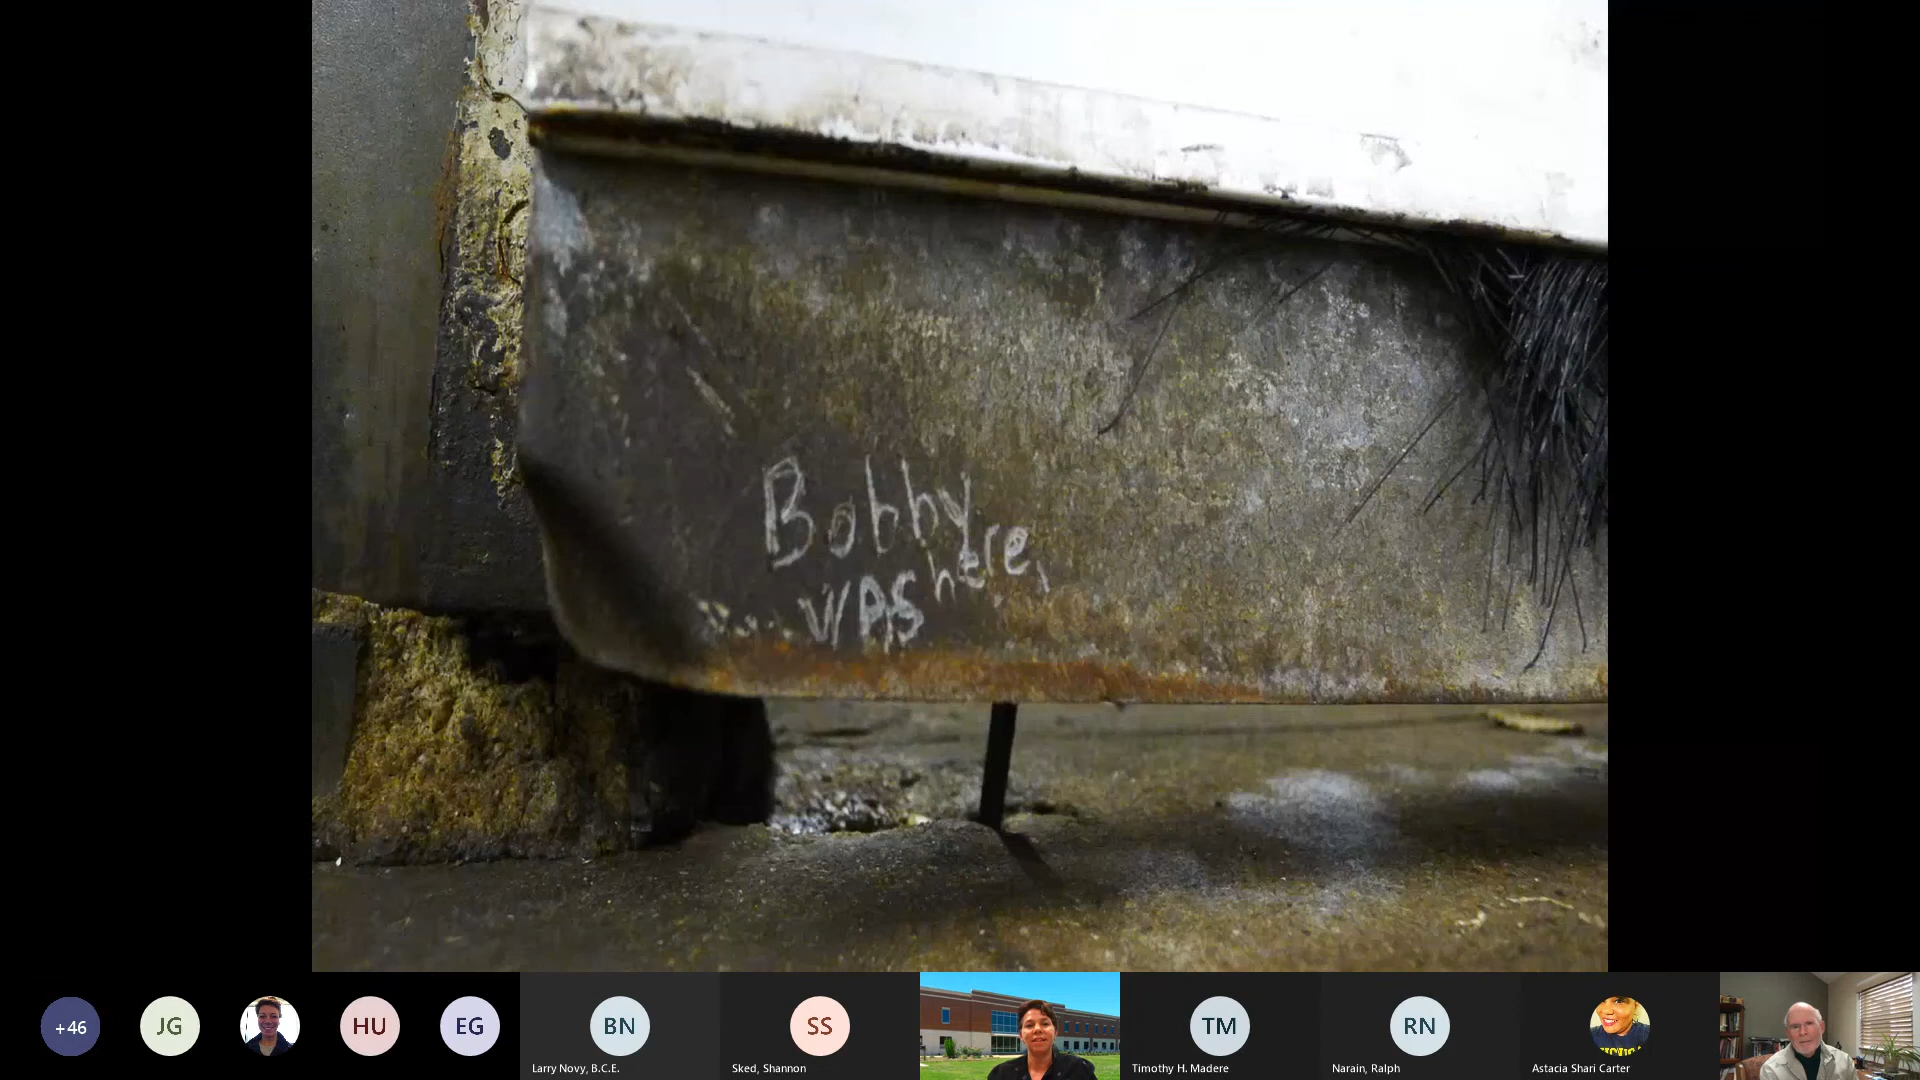 Bobby
was here,
+46
JG
HU
EG
BN
Larry Novy, B.C.E.
SS
Sked, Shannon
TM
Timothy H. Madere
RN
Narain, Ralph
Astacia Shari Carter